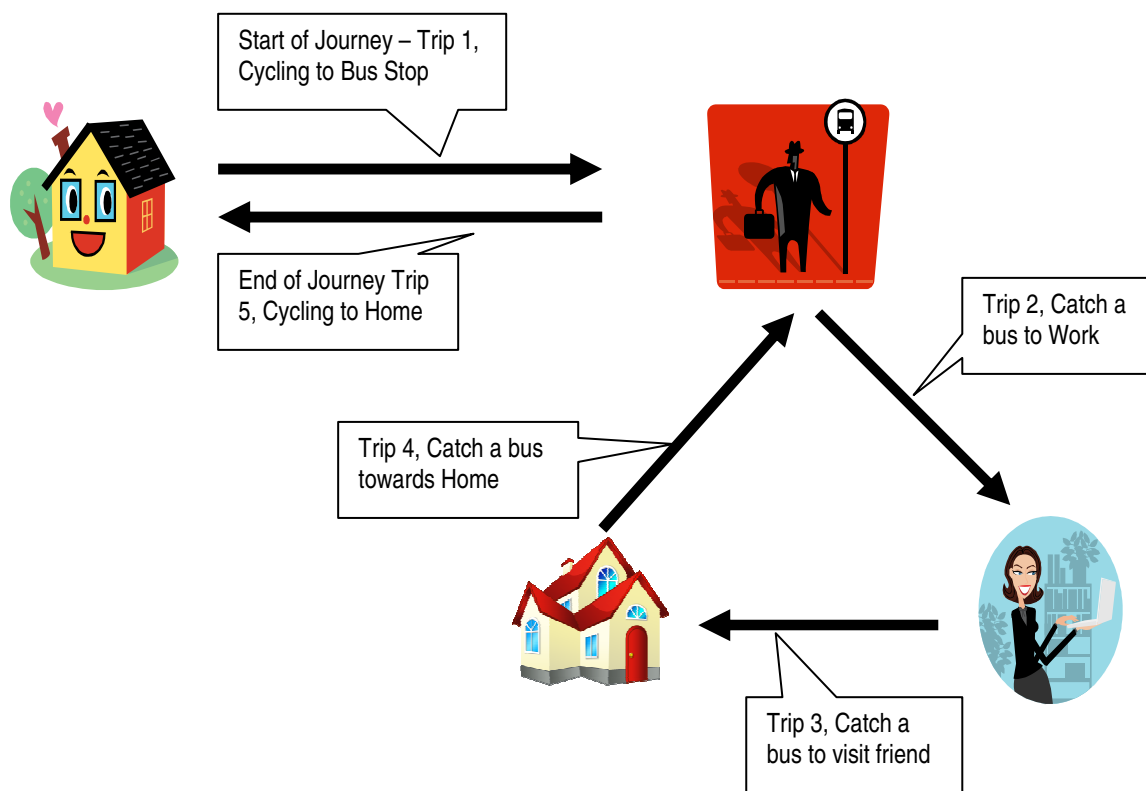 Start of Journey – Trip 1,
Cycling to Bus Stop
End of Journey Trip
5, Cycling to Home
Trip 2, Catch a
bus to Work
Trip 4, Catch a bus
towards Home
Trip 3, Catch a
bus to visit friend